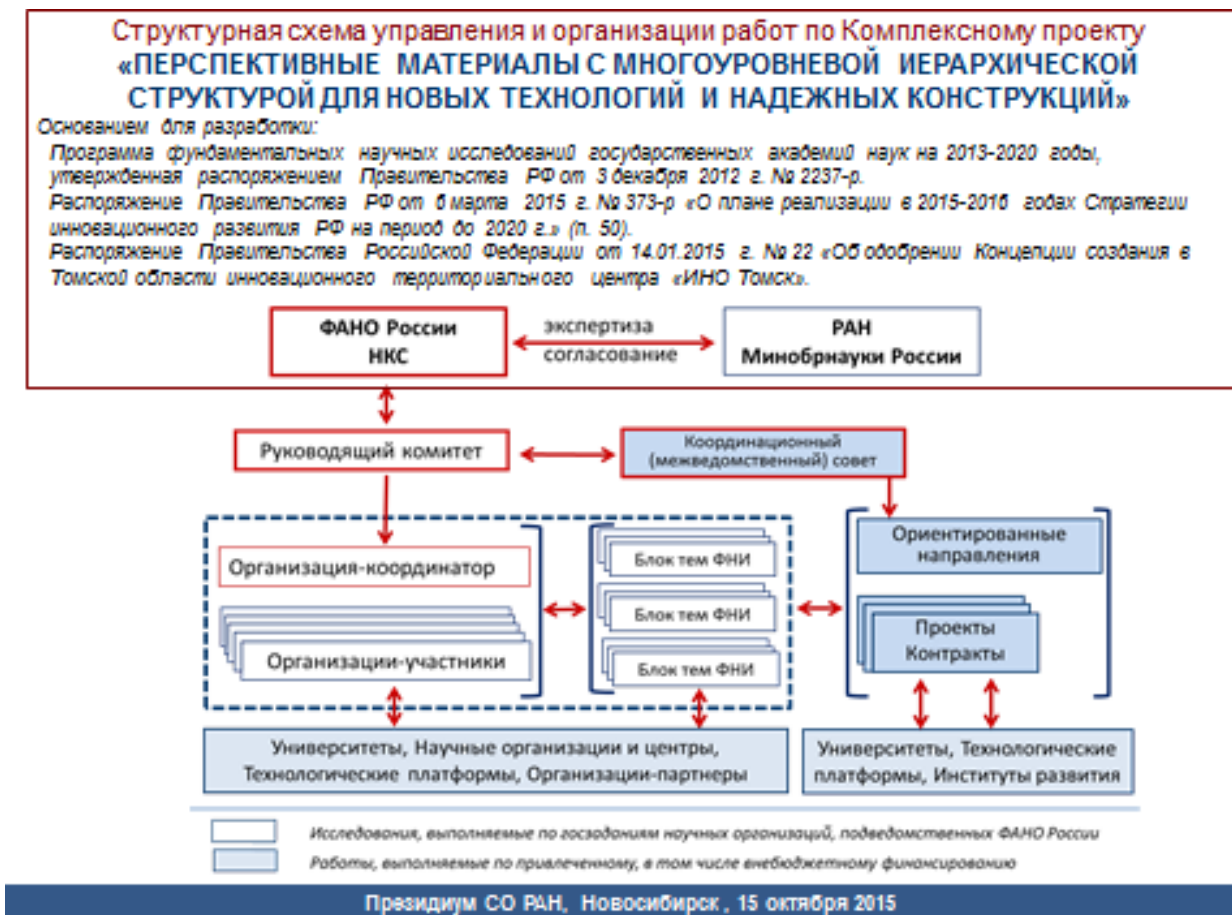 Структурная схема управления и организации работ по Комплексному проекту
«ПЕРСПЕКТИВНЫЕ МАТЕРИАЛЫ С МНОГОУРОВНЕВОЙ ИЕРАРХИЧЕСКОЙ
СТРУКТУРОЙ ДЛЯ НОВЫХ ТЕХНОЛОГИЙ И НАДЕЖНЫХ КОНСТРУКЦИЙ»
Основанием для разработки:
Программа фундаментальных научных исследований государственных академий наук на 2013-2020 годы,
утвержденная распоряжением Правительства РФ от 3 декабря 2012 г. № 2237-р.
Распоряжение Правительства РФ от 6 марта 2015 г. № 373-р «О плане реализации в 2015-2016 годах Стратегии
инновационного развития РФ на период до 2020 г.» (п. 50).
Распоряжение Правительства Российской Федерации от 14.01.2015 г. № 22 «Об одобрении Концепции создания в
Томской области инновационного территориального центра «ИНО Томск».
ФАНО России
НКС
экспертиза
согласование
РАН
Минобрнауки России
Руководящий комитет
Координационный
(межведомственный) совет
Организация-координатор
Организации-участники
Блок тем ФНИ
Блок тем ФНИ
Блок тем ФНИ
Ориентированные
направления
Проекты
Контракты
Университеты, Научные организации и центры,
Технологические платформы, Организации-партнеры
Университеты, Технологические
платформы, Институты развития
Исследования, выполняемые по госзаданиям научных организаций, подведомственных ФАНО России
Работы, выполняемые по привлеченному, в том числе внебюджетному финансированию
Президиум СО РАН, Новосибирск , 15 октября 2015